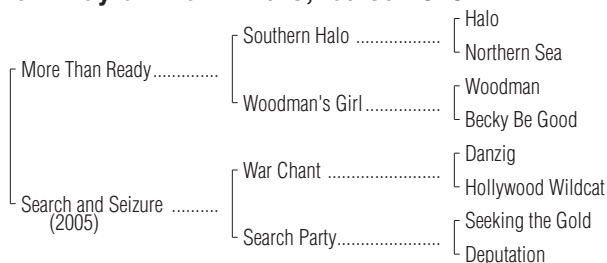 Halo
Southern Halo ..................
Northern Sea
More Than Ready..............
Woodman
Woodman's Girl .................
Becky Be Good
Danzig
War Chant .......................
Hollywood Wildcat
Search and Seizure ..........
(2005)
Seeking the Gold
Search Party.....................
Deputation